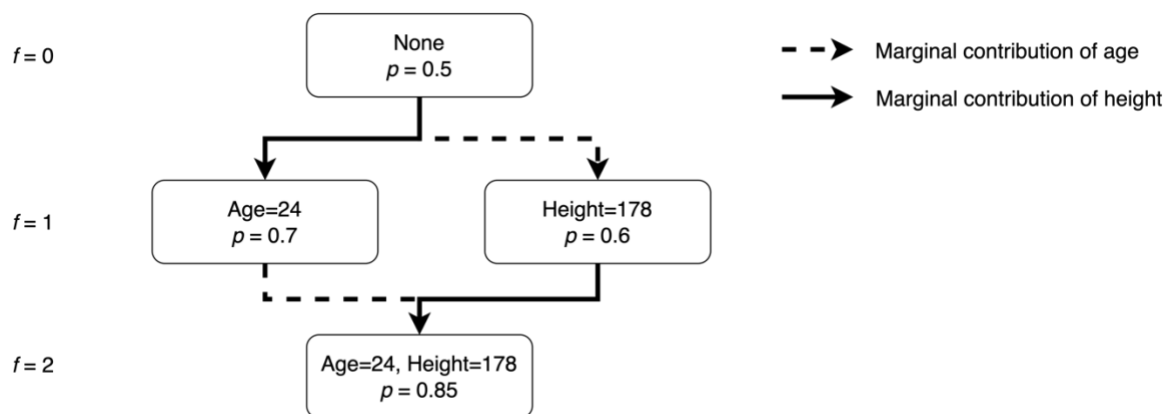 f = 0
None
p = 0.5
Marginal contribution of age
Marginal contribution of height
f = 1
Age=24
p = 0.7
Height=178
p = 0.6
f = 2
Age=24, Height=178
p = 0.85